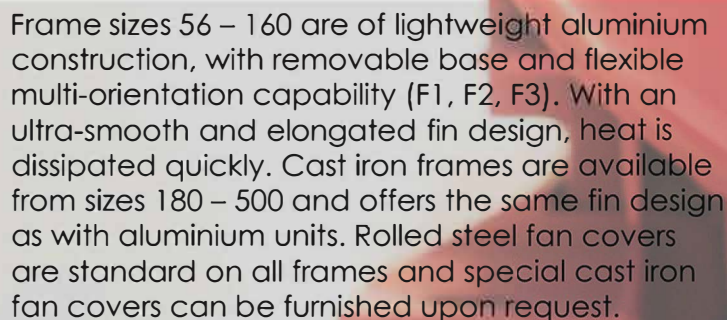 Frame sizes 56 – 160 are of lightweight aluminium
construction, with removable base and flexible
multi-orientation capability (F1, F2, F3). With an
ultra-smooth and elongated fin design, heat is
dissipated quickly. Cast iron frames are available
from sizes 180 – 500 and offers the same fin design
as with aluminium units. Rolled steel fan covers
are standard on all frames and special cast iron
fan covers can be furnished upon request.